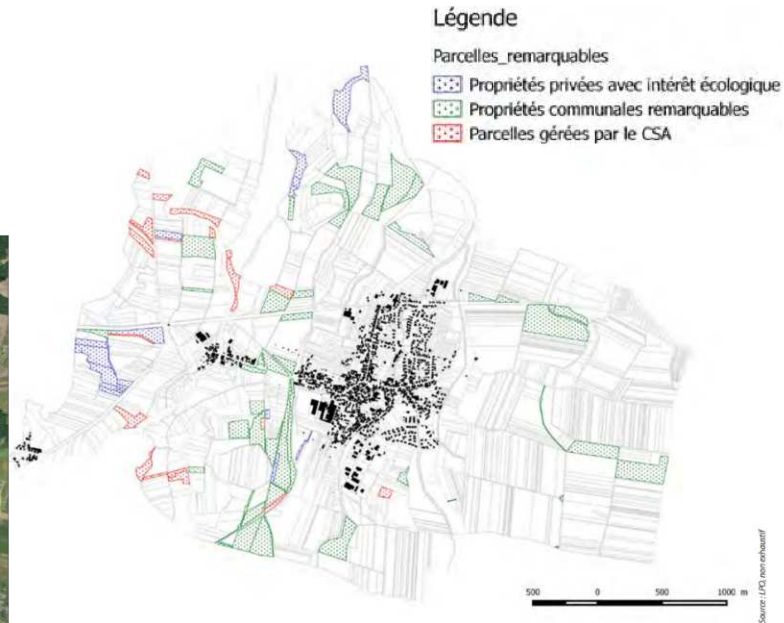 Légende
Parcelles_remarquables
Propriétés privées avec intérêt écologique
Propriétés communales remarquables
Parcelles gérées par le CSA
500 0 500 1000 m
Source : LPO, non exhaustif